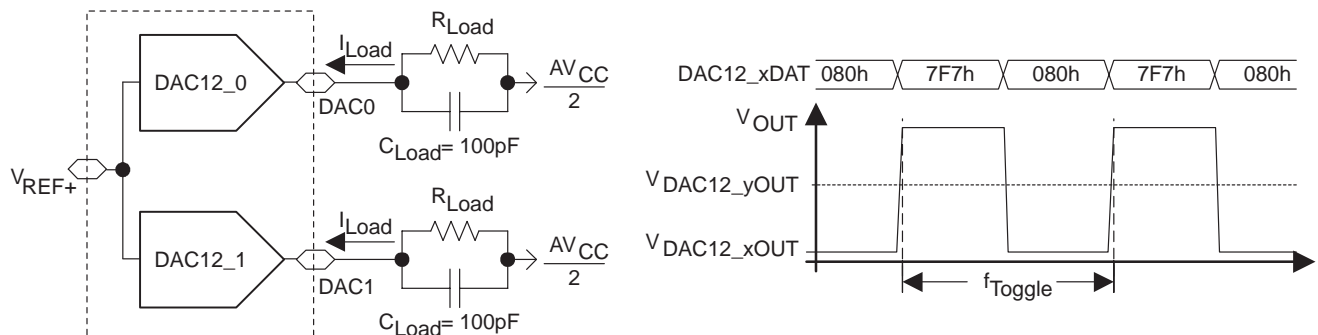 R Load
I Load
AV CC
2
DAC12_0
DAC0
C Load = 100pF
V REF+
R Load
I Load
AV CC
2
DAC12_1
DAC1
C Load = 100pF
DAC12_xDAT 080h 7F7h 080h 7F7h 080h
V OUT
V DAC12_yOUT
V DAC12_xOUT
f Toggle